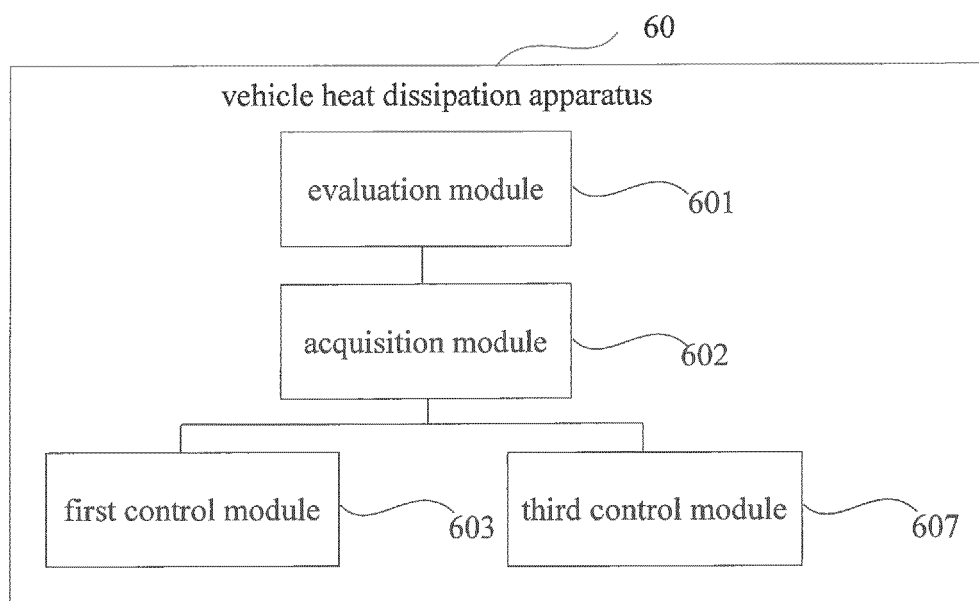 60
vehicle heat dissipation apparatus
evaluation module
601
acquisition module
602
first control module
603
third control module
607